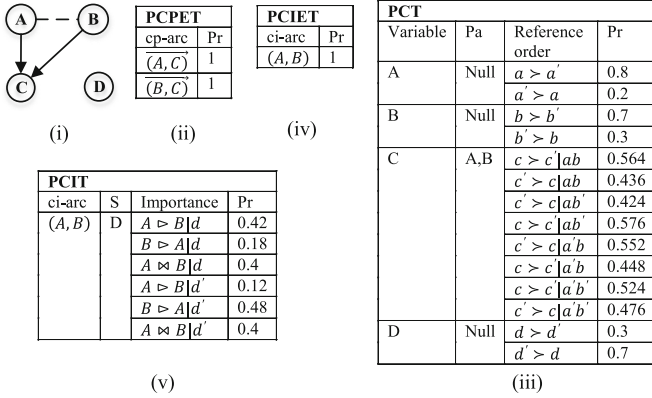 A B
C D
(i)
PCPET
cp-arc Pr
(A, C) 1
(B, C) 1
(ii)
PCIET
ci-arc Pr
(A, B) 1
(iv)
PCT
Variable Pa Reference order Pr
A Null a ≻ a′ 0.8
a′ ≻ a 0.2
B Null b ≻ b′ 0.7
b′ ≻ b 0.3
C A,B c ≻ c′|ab 0.564
c′ ≻ c|ab 0.436
c ≻ c′|ab′ 0.424
c′ ≻ c|ab′ 0.576
c′ ≻ c|a′b 0.552
c ≻ c′|a′b 0.448
c ≻ c′|a′b′ 0.524
c′ ≻ c|a′b′ 0.476
D Null d ≻ d′ 0.3
d′ ≻ d 0.7
(iii)
PCIT
ci-arc S Importance Pr
(A, B) D A ⊳ B|d 0.42
B ⊳ A|d 0.18
A ⋈ B|d 0.4
A ⊳ B|d′ 0.12
B ⊳ A|d′ 0.48
A ⋈ B|d′ 0.4
(v)